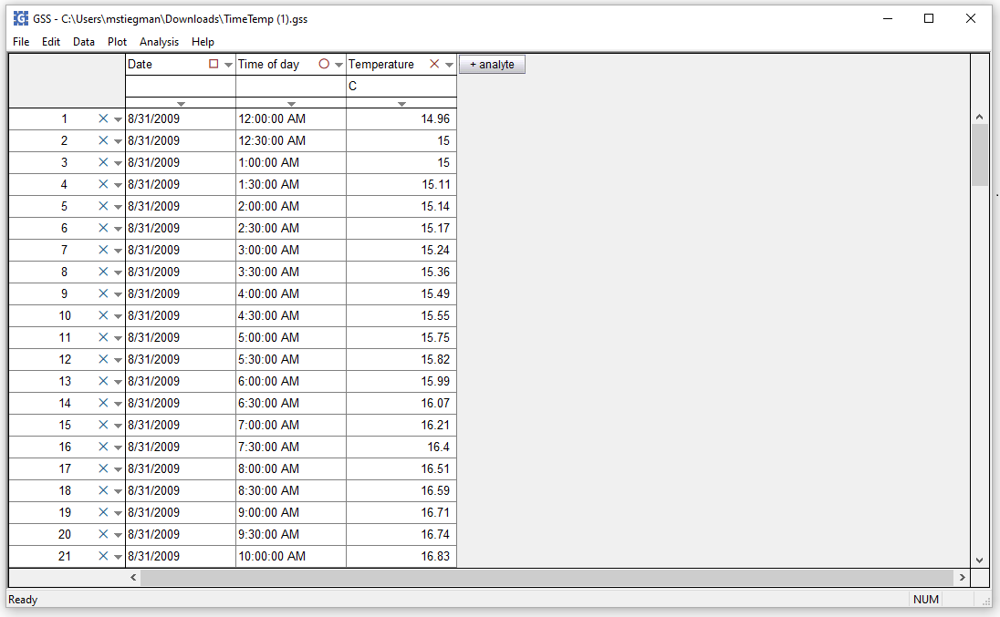 GSS - C:\Users\mstiegman\Downloads\TimeTemp (1).gss
File Edit Data Plot Analysis Help
Date Time of day Temperature + analyte
C
1 8/31/2009 12:00:00 AM 14.96
2 8/31/2009 12:30:00 AM 15
3 8/31/2009 1:00:00 AM 15
4 8/31/2009 1:30:00 AM 15.11
5 8/31/2009 2:00:00 AM 15.14
6 8/31/2009 2:30:00 AM 15.17
7 8/31/2009 3:00:00 AM 15.24
8 8/31/2009 3:30:00 AM 15.36
9 8/31/2009 4:00:00 AM 15.49
10 8/31/2009 4:30:00 AM 15.55
11 8/31/2009 5:00:00 AM 15.75
12 8/31/2009 5:30:00 AM 15.82
13 8/31/2009 6:00:00 AM 15.99
14 8/31/2009 6:30:00 AM 16.07
15 8/31/2009 7:00:00 AM 16.21
16 8/31/2009 7:30:00 AM 16.4
17 8/31/2009 8:00:00 AM 16.51
18 8/31/2009 8:30:00 AM 16.59
19 8/31/2009 9:00:00 AM 16.71
20 8/31/2009 9:30:00 AM 16.74
21 8/31/2009 10:00:00 AM 16.83
Ready NUM